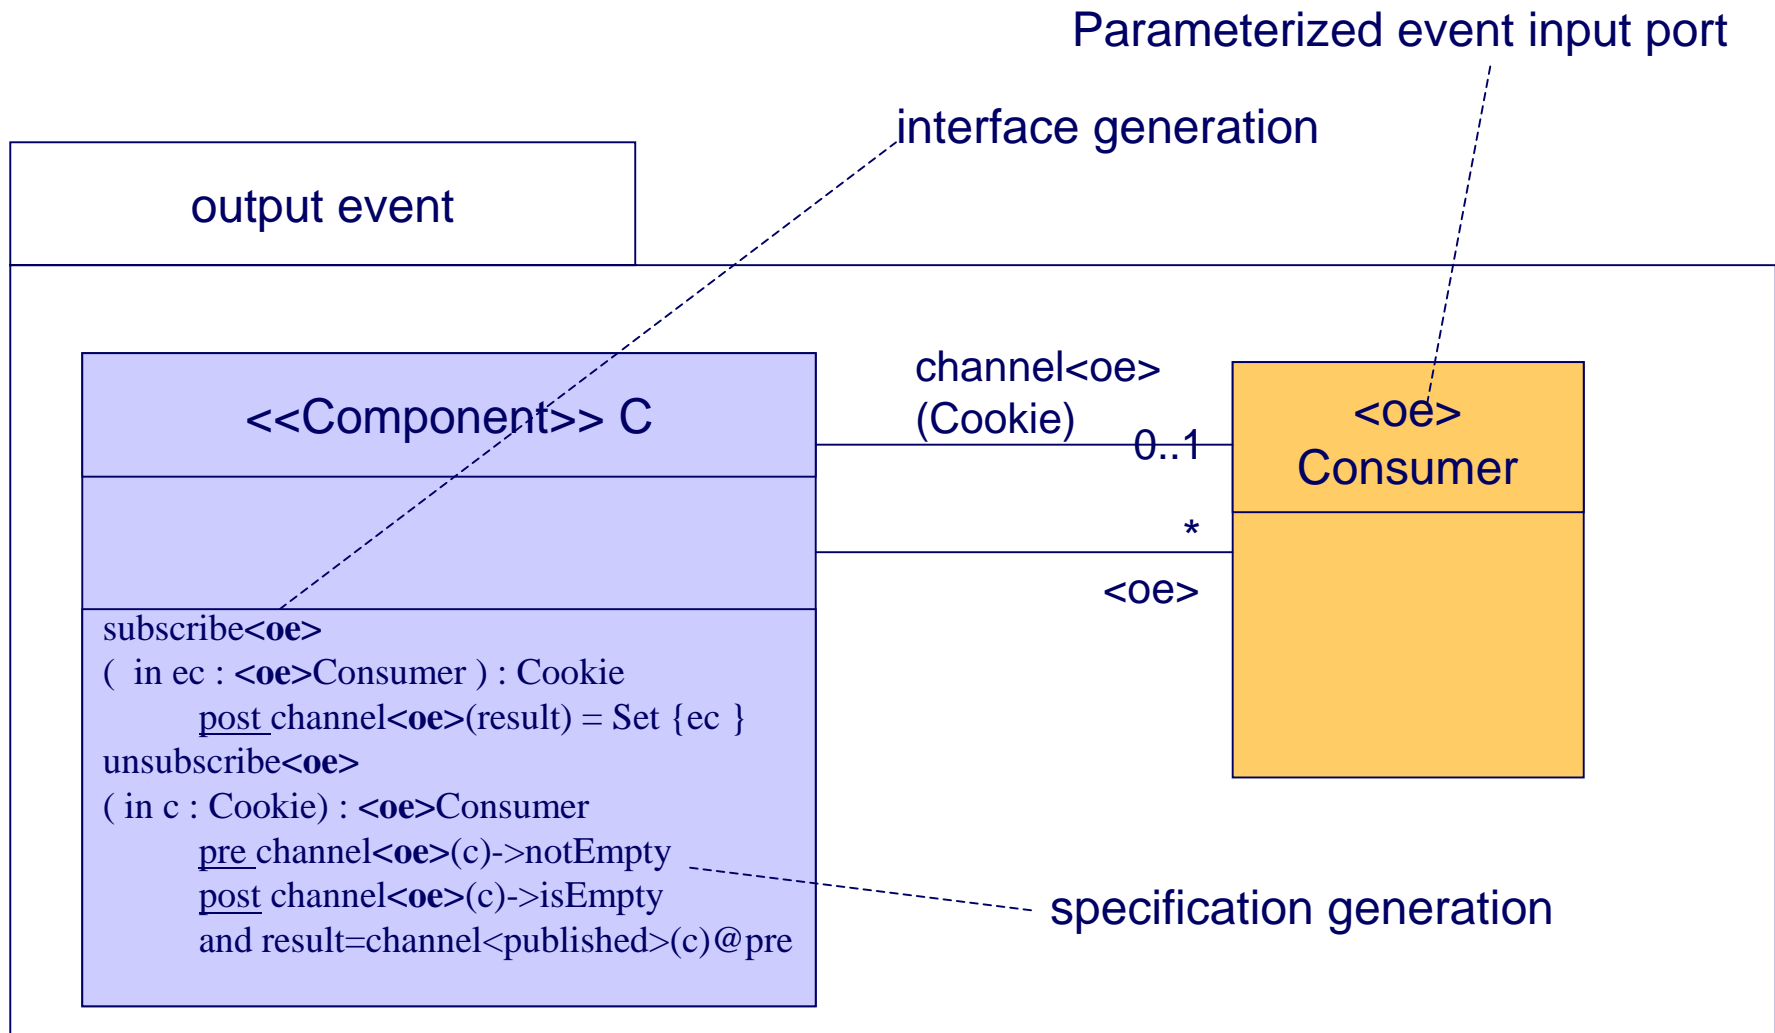 Parameterized event input port
interface generation
output event
<<Component>> C
channel<oe>
(Cookie)
0..1
*
<oe>
<oe>
Consumer
subscribe<oe>
( in ec : <oe>Consumer ) : Cookie
post channel<oe>(result) = Set {ec }
unsubscribe<oe>
( in c : Cookie) : <oe>Consumer
pre channel<oe>(c)->notEmpty
post channel<oe>(c)->isEmpty
and result=channel<published>(c)@pre
specification generation